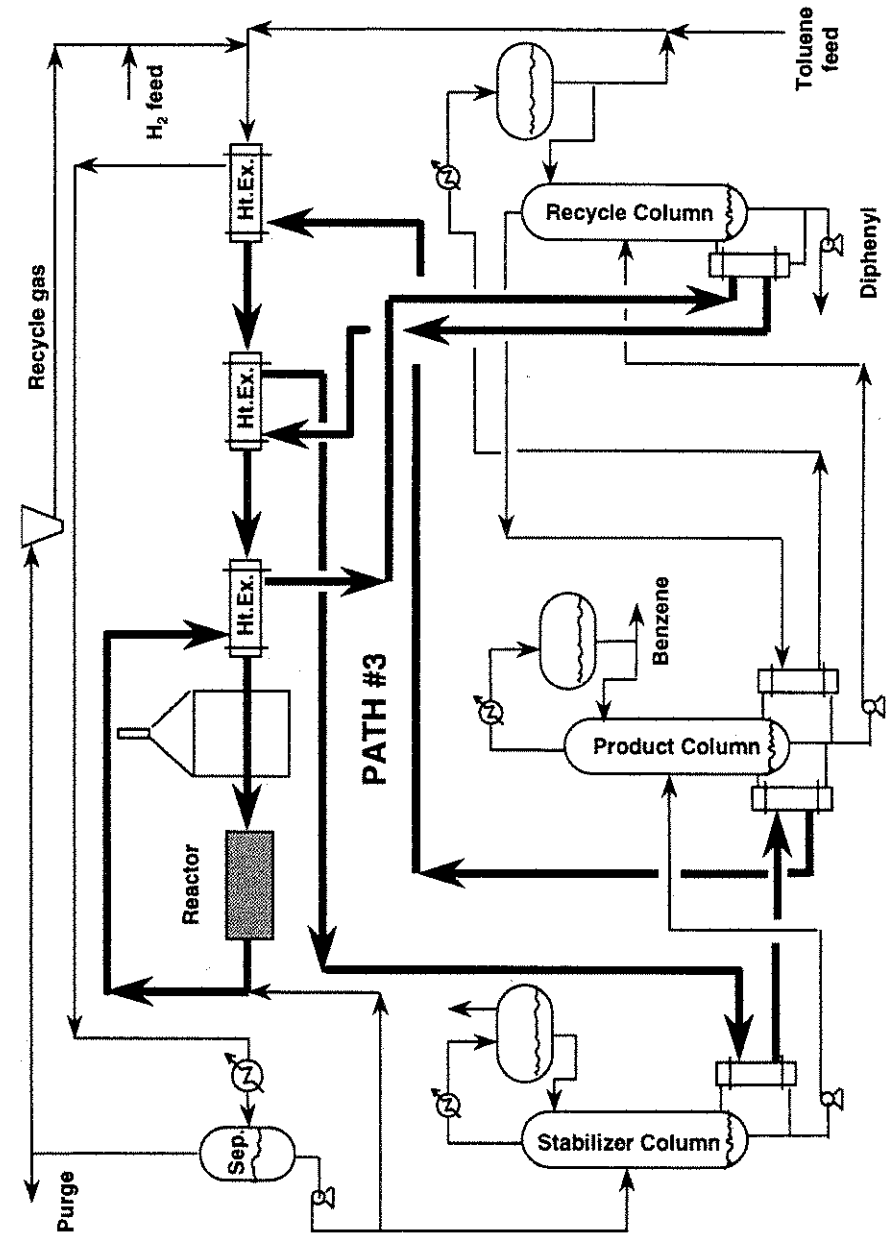 Recycle gas
H₂ feed
Toluene
feed
Ht.Ex.
Ht.Ex.
Ht.Ex.
Recycle Column
Diphenyl
PATH #3
Benzene
Product Column
Reactor
Stabilizer Column
Sep.
Purge